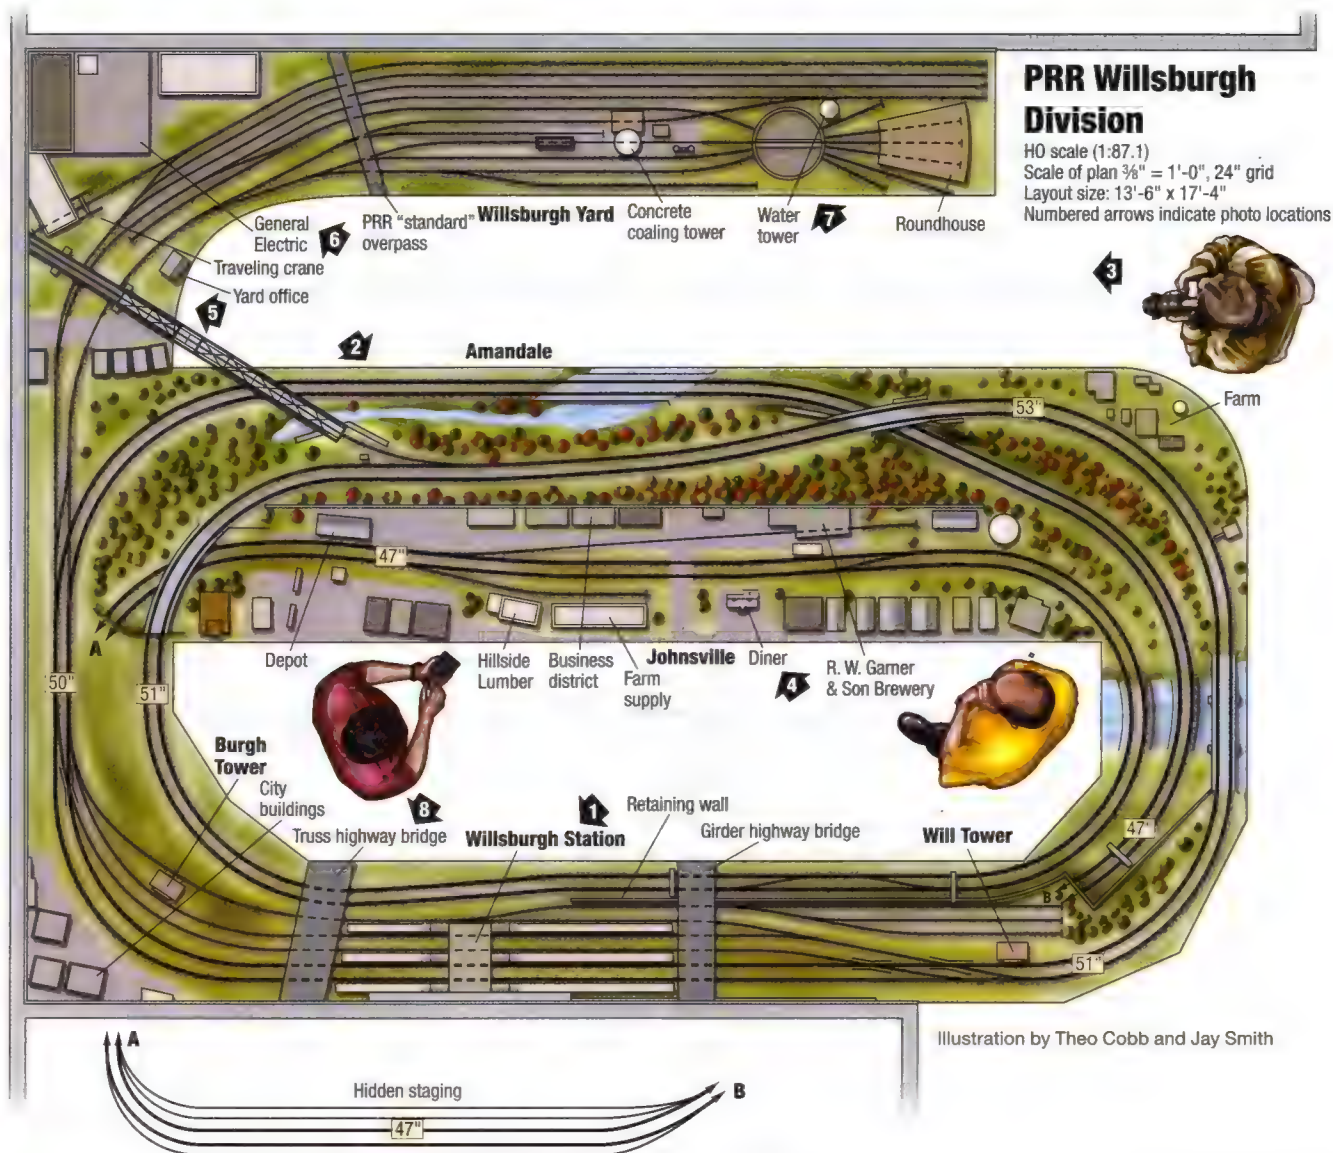 PRR Willsburgh
Division
HO scale (1:87.1)
Scale of plan ⅜" = 1'-0", 24" grid
Layout size: 13'-6" x 17'-4"
Numbered arrows indicate photo locations
General
Electric
6
PRR "standard"
overpass
Willsburgh Yard
Concrete
coaling tower
Water
tower
7
Roundhouse
Traveling crane
Yard office
5
3
2
Amandale
53"
Farm
47"
A
Depot
Hillside
Lumber
Business
district
Farm
supply
Johnsville
Diner
4
R. W. Garner
& Son Brewery
50"
51"
Burgh
Tower
City
buildings
8
Truss highway bridge
1
Willsburgh Station
Retaining wall
Girder highway bridge
Will Tower
47"
B
51"
Illustration by Theo Cobb and Jay Smith
A
Hidden staging
B
47"